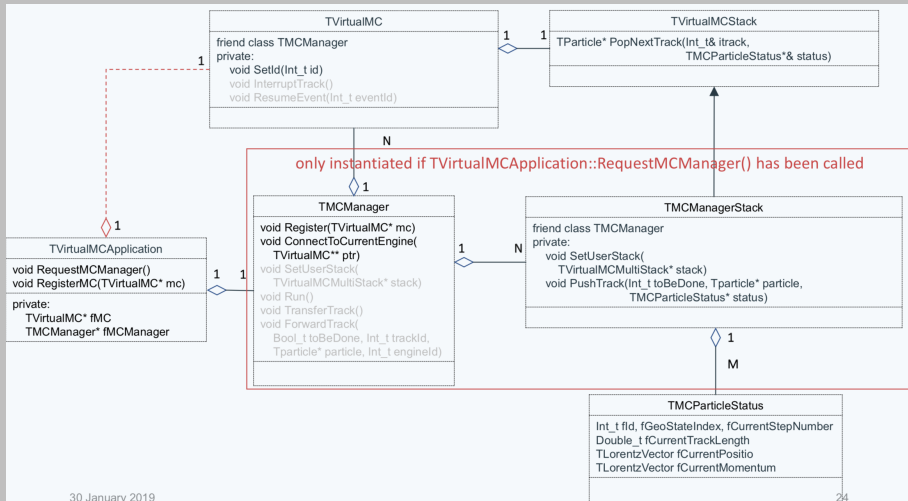 TVirtualMC
friend class TMCManager
private:
void SetId(Int_t id)
void InterruptTrack()
void ResumeEvent(Int_t eventId)
1
1
1
TVirtualMCStack
TParticle* PopNextTrack(Int_t& itrack,
TMCParticleStatus*& status)
N
1
only instantiated if TVirtualMCApplication::RequestMCManager() has been called
1
TVirtualMCApplication
void RequestMCManager()
void RegisterMC(TVirtualMC* mc)
private:
TVirtualMC* fMC
TMCManager* fMCManager
1
1
TMCManager
void Register(TVirtualMC* mc)
void ConnectToCurrentEngine(
TVirtualMC** ptr)
void SetUserStack(
TVirtualMCMultiStack* stack)
void Run()
void TransferTrack()
void ForwardTrack(
Bool_t toBeDone, Int_t trackId,
Tparticle* particle, Int_t engineId)
1
N
TMCManagerStack
friend class TMCManager
private:
void SetUserStack(
TVirtualMCMultiStack* stack)
void PushTrack(Int_t toBeDone, Tparticle* particle,
TMCParticleStatus* status)
1
M
TMCParticleStatus
Int_t fId, fGeoStateIndex, fCurrentStepNumber
Double_t fCurrentTrackLength
TLorentzVector fCurrentPositio
TLorentzVector fCurrentMomentum
30 January 2019
24